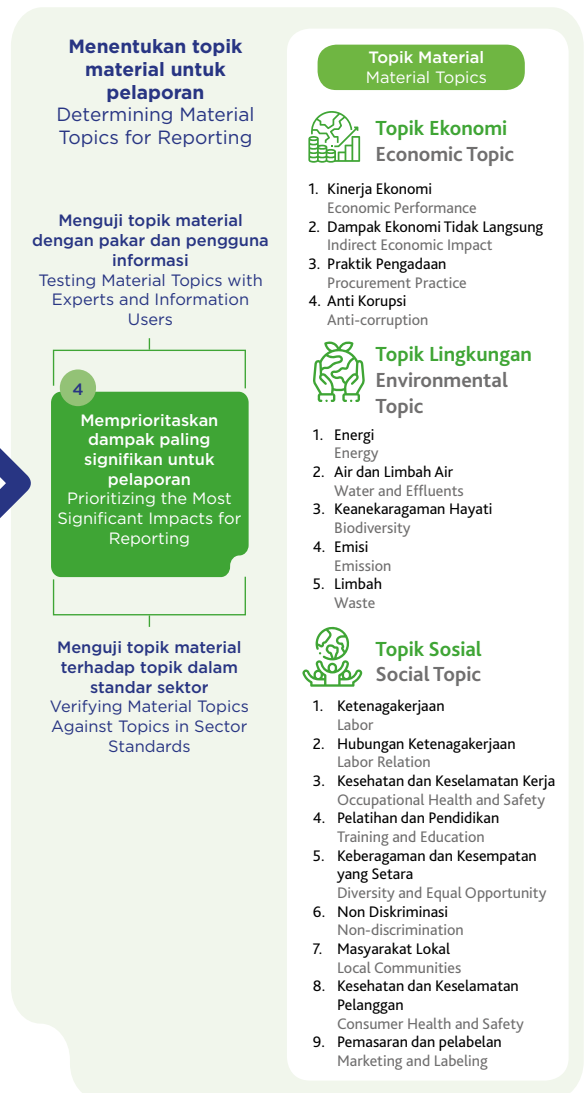 Menentukan topik
material untuk
pelaporan
Determining Material
Topics for Reporting
Menguji topik material
dengan pakar dan pengguna
informasi
Testing Material Topics with
Experts and Information
Users
4
Memprioritaskan
dampak paling
signifikan untuk
pelaporan
Prioritizing the Most
Significant Impacts for
Reporting
Menguji topik material
terhadap topik dalam
standar sektor
Verifying Material Topics
Against Topics in Sector
Standards
Topik Material
Material Topics
Topik Ekonomi
Economic Topic
1. Kinerja Ekonomi
Economic Performance
2. Dampak Ekonomi Tidak Langsung
Indirect Economic Impact
3. Praktik Pengadaan
Procurement Practice
4. Anti Korupsi
Anti-corruption
Topik Lingkungan
Environmental
Topic
1. Energi
Energy
2. Air dan Limbah Air
Water and Effluents
3. Keanekaragaman Hayati
Biodiversity
4. Emisi
Emission
5. Limbah
Waste
Topik Sosial
Social Topic
1. Ketenagakerjaan
Labor
2. Hubungan Ketenagakerjaan
Labor Relation
3. Kesehatan dan Keselamatan Kerja
Occupational Health and Safety
4. Pelatihan dan Pendidikan
Training and Education
5. Keberagaman dan Kesempatan
yang Setara
Diversity and Equal Opportunity
6. Non Diskriminasi
Non-discrimination
7. Masyarakat Lokal
Local Communities
8. Kesehatan dan Keselamatan
Pelanggan
Consumer Health and Safety
9. Pemasaran dan pelabelan
Marketing and Labeling